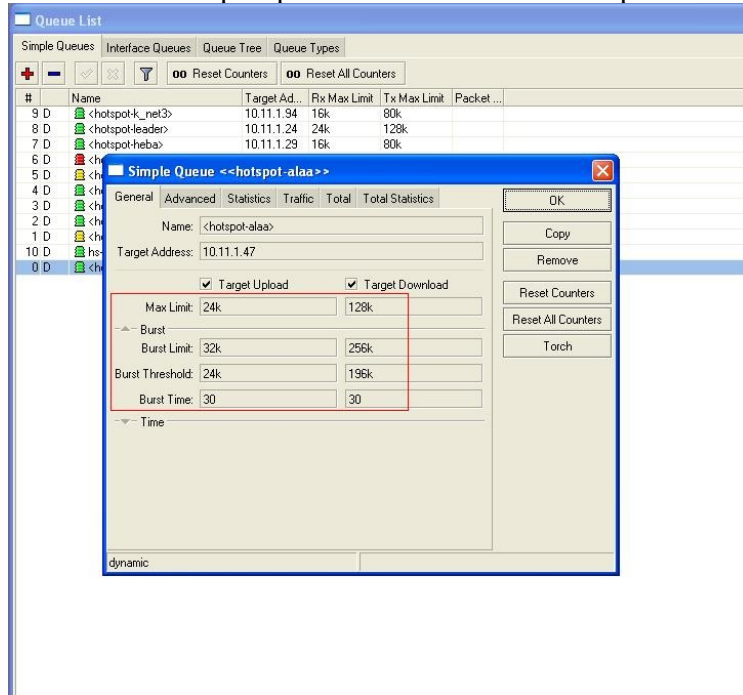 Queue List
Simple Queues Interface Queues Queue Tree Queue Types
00 Reset Counters 00 Reset All Counters
# Name Target Ad... Rx Max Limit Tx Max Limit Packet ...
9 D <hotspot-k_net3> 10.11.1.94 16k 80k
8 D <hotspot-leader> 10.11.1.24 24k 128k
7 D <hotspot-heba> 10.11.1.29 16k 80k
6 D <h
5 D <h
4 D <h
3 D <h
2 D <h
1 D <h
10 D hs-
0 D <h
Simple Queue <<hotspot-alaa>>
General Advanced Statistics Traffic Total Total Statistics
Name: <hotspot-alaa>
Target Address: 10.11.1.47
Target Upload Target Download
Max Limit: 24k 128k
Burst
Burst Limit: 32k 256k
Burst Threshold: 24k 196k
Burst Time: 30 30
Time
dynamic
OK
Copy
Remove
Reset Counters
Reset All Counters
Torch